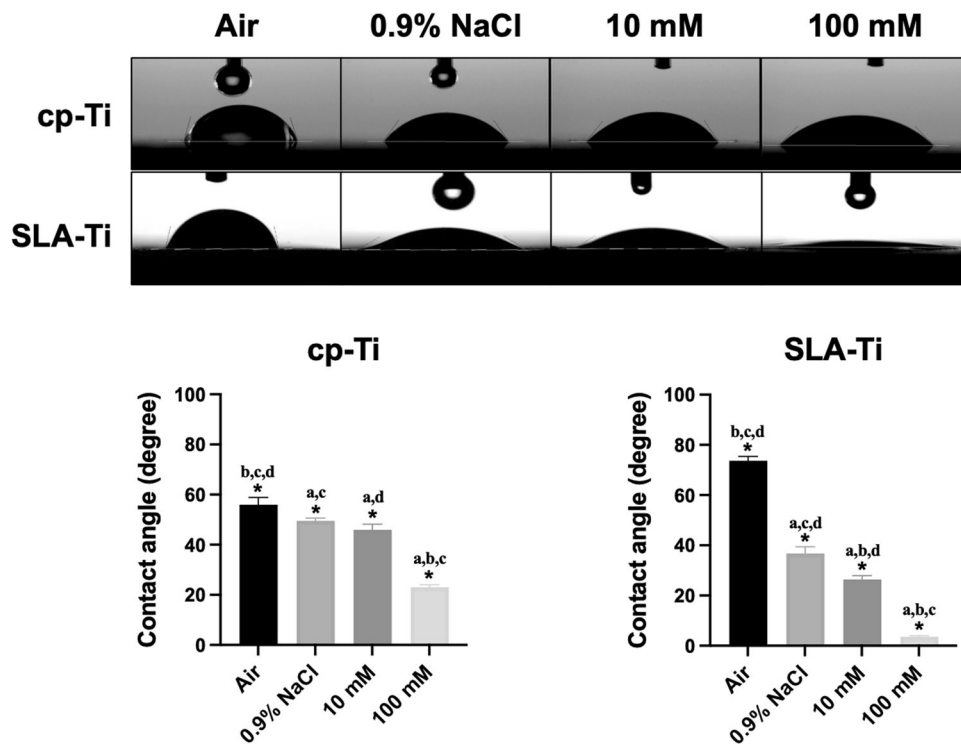 Air 0.9% NaCl 10 mM 100 mM
cp-Ti
SLA-Ti
cp-Ti
Contact angle (degree)
100
80
60
40
20
0
b,c,d
*
a,c
*
a,d
*
a,b,c
*
Air
0.9% NaCl
10 mM
100 mM
SLA-Ti
Contact angle (degree)
100
80
60
40
20
0
b,c,d
*
a,c,d
*
a,b,d
*
a,b,c
*
Air
0.9% NaCl
10 mM
100 mM